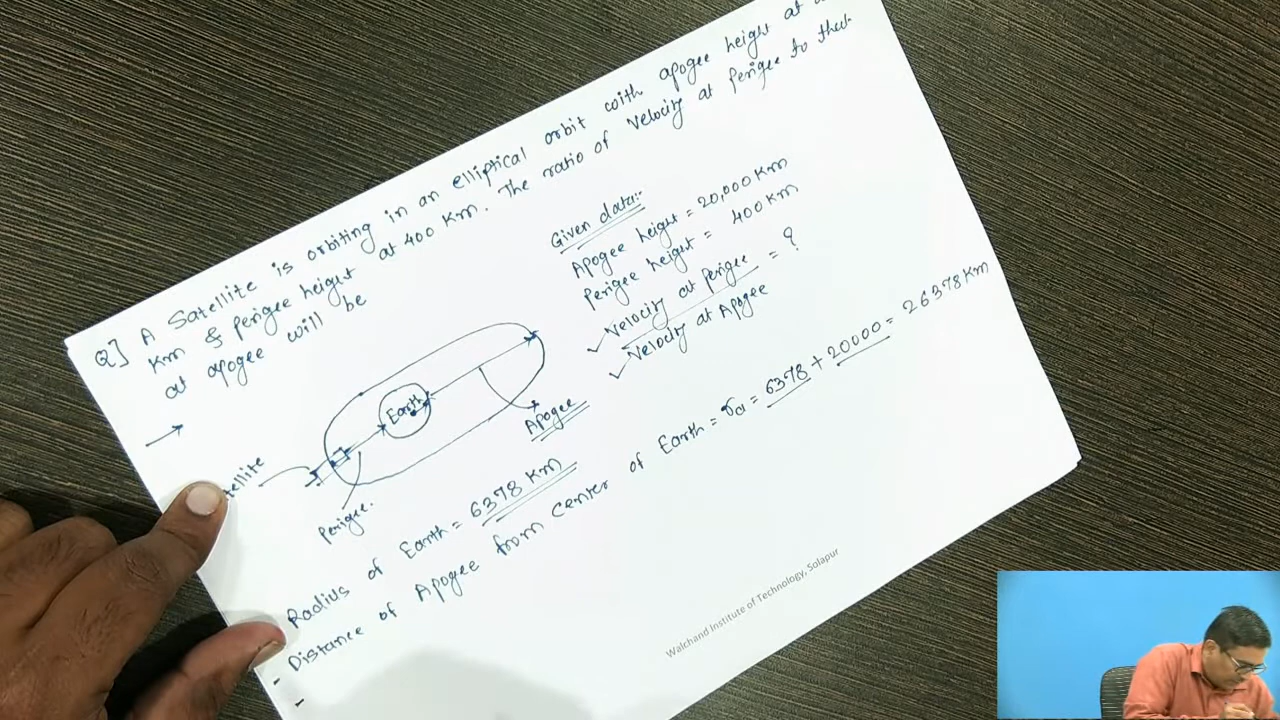 Q] A Satellite is orbiting in an elliptical orbit with apogee height at
Km & perigee height at 400 Km. The ratio of Velocity at perigee to that
at apogee will be
Given data:-
Apogee height = 20,000 Km
Perigee height = 400 Km
Velocity at perigee = ?
Velocity at Apogee
Earth
Apogee
tellite
Perigee.
Radius of Earth = 6378 Km
- Distance of Apogee from center of Earth = ra = 6378 + 20000 = 26378 Km
-
Walchand Institute of Technology, Solapur